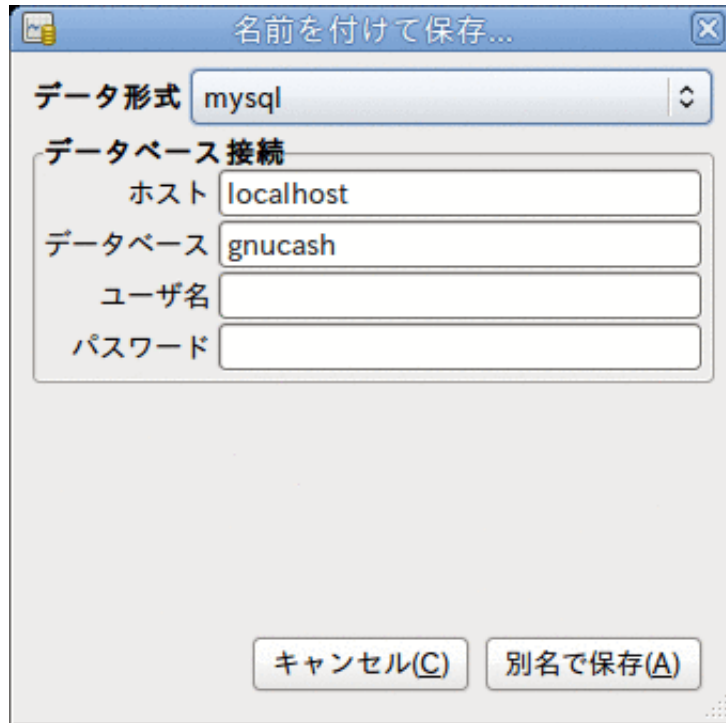 名前を付けて保存...
データ形式 mysql
データベース接続
ホスト localhost
データベース gnucash
ユーザ名
パスワード
キャンセル(C) 別名で保存(A)